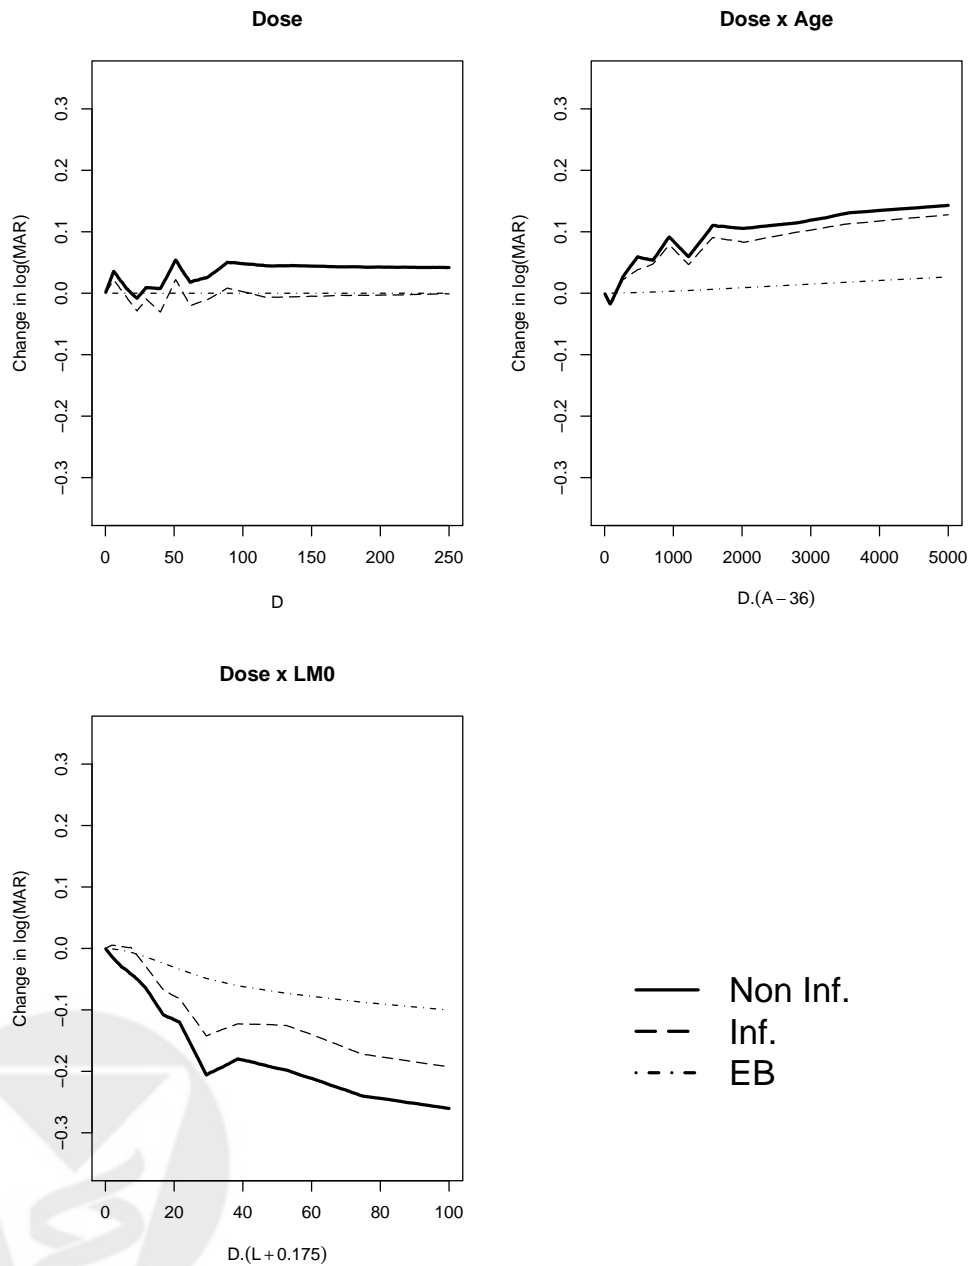 Dose
Change in log(MAR)
0.3
0.2
0.1
0.0
−0.1
−0.2
−0.3
0 50 100 150 200 250
D
Dose x Age
Change in log(MAR)
0.3
0.2
0.1
0.0
−0.1
−0.2
−0.3
0 1000 2000 3000 4000 5000
D.(A − 36)
Dose x LM0
Change in log(MAR)
0.3
0.2
0.1
0.0
−0.1
−0.2
−0.3
0 20 40 60 80 100
D.(L + 0.175)
Non Inf.
Inf.
EB